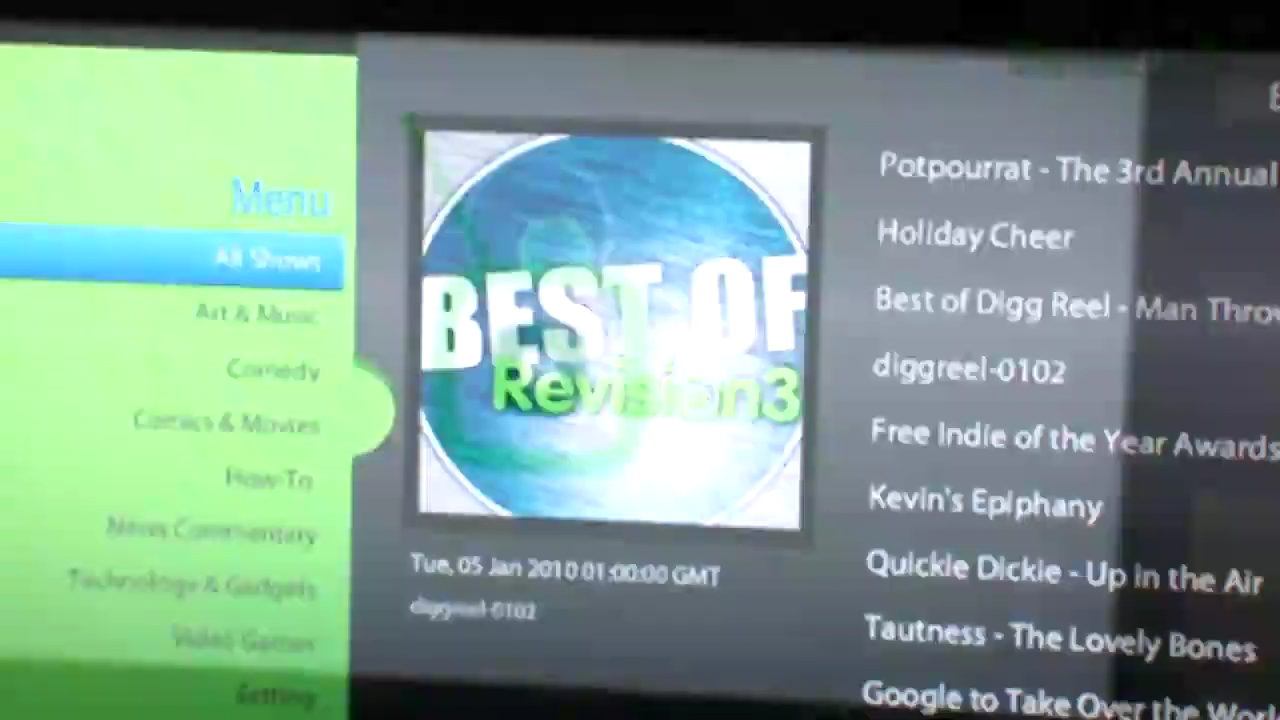 Menu
All Shows
Art & Music
Comedy
Comics & Movies
How-To
News Commentary
Technology & Gadgets
Video Games
Setting
BEST OF
Revision3
Tue, 05 Jan 2010 01:00:00 GMT
diggreel-0102
Potpourrat - The 3rd Annual
Holiday Cheer
Best of Digg Reel - Man
diggreel-0102
Free Indie of the Year Awards
Kevin's Epiphany
Quickie Dickie - Up in the Air
Tautness - The Lovely Bones
Google to Take Over the